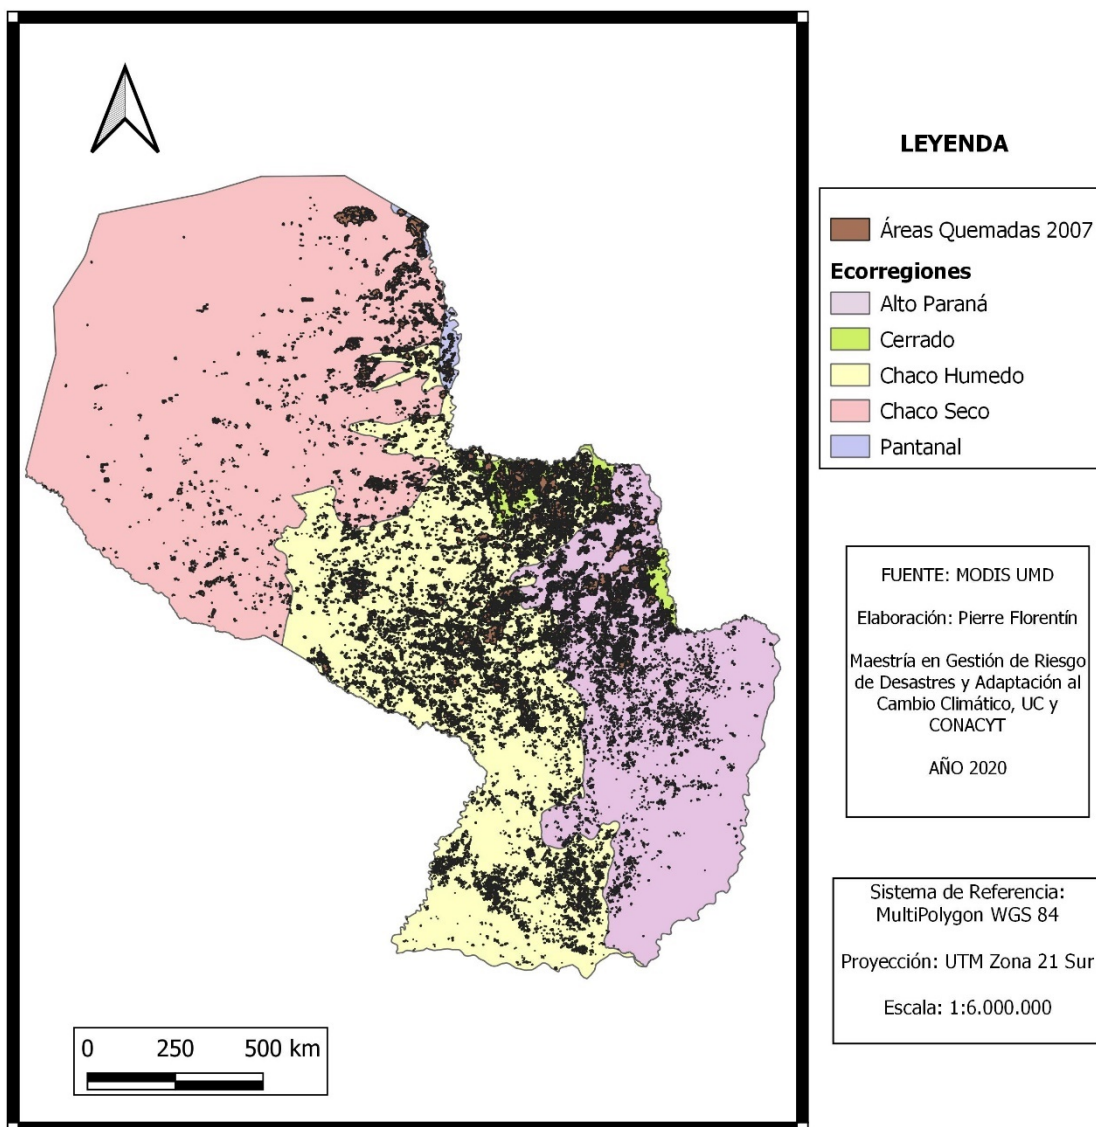 LEYENDA
Áreas Quemadas 2007
Ecorregiones
Alto Paraná
Cerrado
Chaco Humedo
Chaco Seco
Pantanal
FUENTE: MODIS UMD
Elaboración: Pierre Florentín
Maestría en Gestión de Riesgo
de Desastres y Adaptación al
Cambio Climático, UC y
CONACYT
AÑO 2020
Sistema de Referencia:
MultiPolygon WGS 84
Proyección: UTM Zona 21 Sur
Escala: 1:6.000.000
0 250 500 km